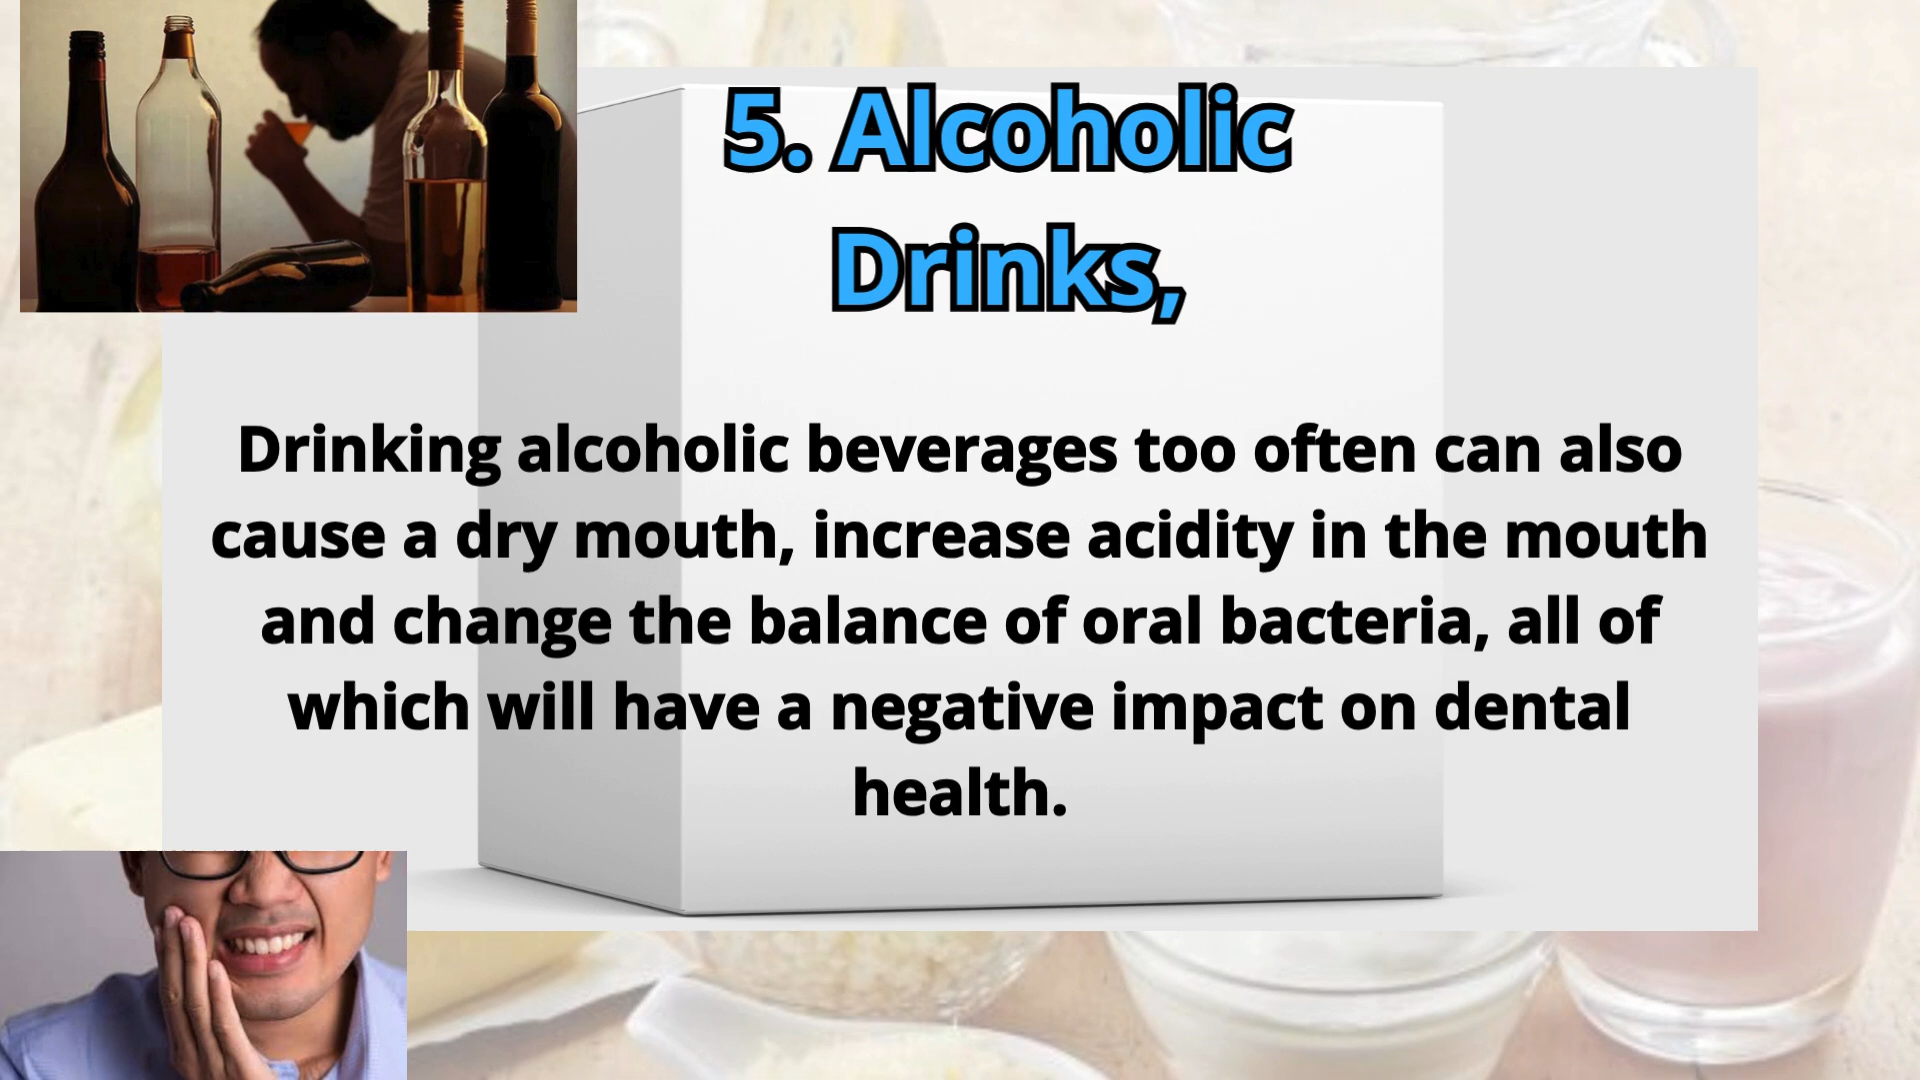 5. Alcoholic
Drinks,
Drinking alcoholic beverages too often can also
cause a dry mouth, increase acidity in the mouth
and change the balance of oral bacteria, all of
which will have a negative impact on dental
health.